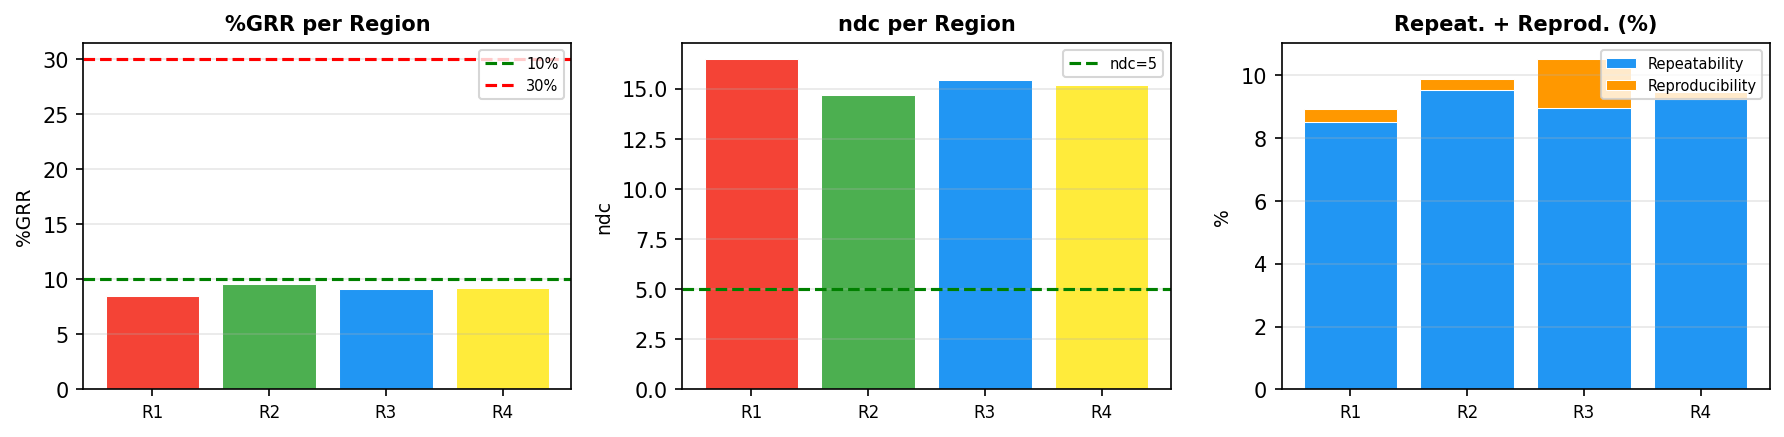 %GRR per Region
%GRR
30
25
20
15
10
5
0
10%
30%
R1 R2 R3 R4
ndc per Region
ndc
15.0
12.5
10.0
7.5
5.0
2.5
0.0
ndc=5
R1 R2 R3 R4
Repeat. + Reprod. (%)
%
10
8
6
4
2
0
Repeatability
Reproducibility
R1 R2 R3 R4